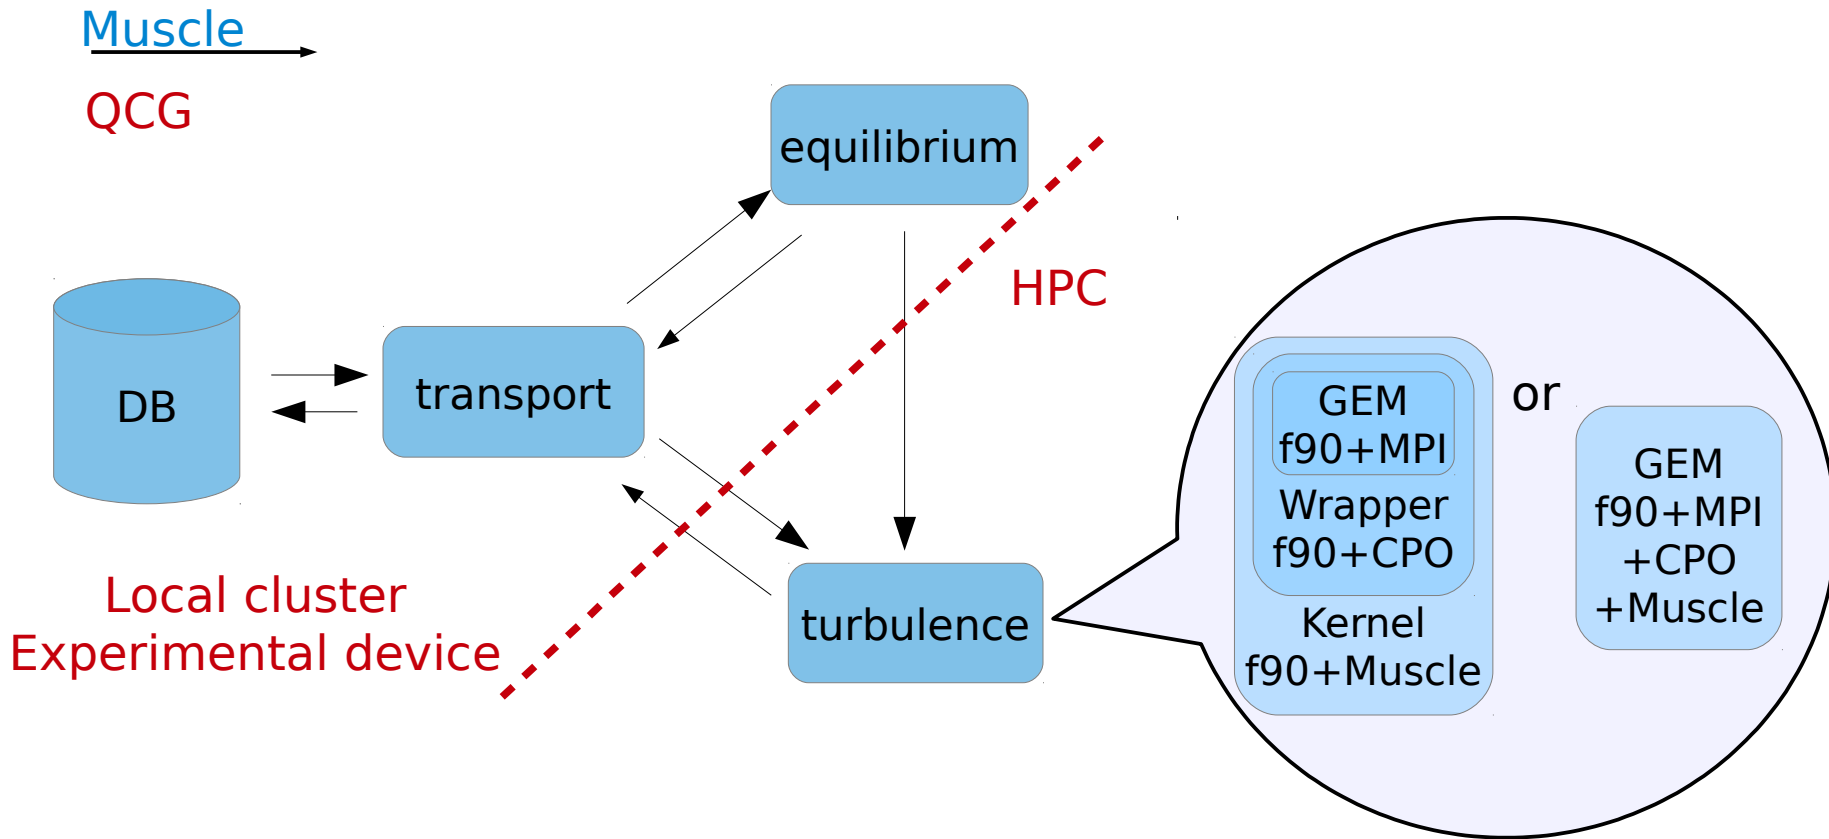 Muscle
QCG
equilibrium
HPC
DB
transport
turbulence
Local cluster
Experimental device
GEM
f90+MPI
Wrapper
f90+CPO
Kernel
f90+Muscle
or
GEM
f90+MPI
+CPO
+Muscle